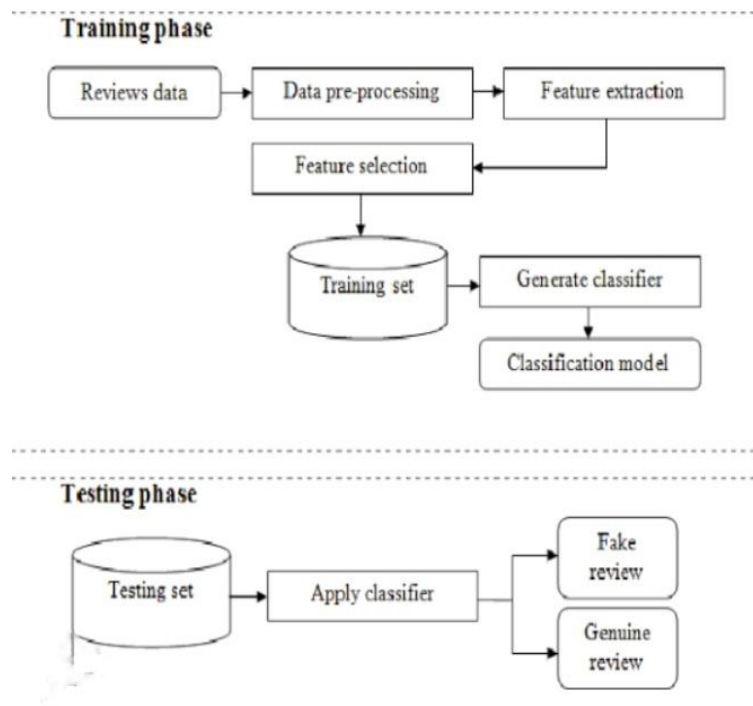 Training phase
Reviews data
Data pre-processing
Feature extraction
Feature selection
Training set
Generate classifier
Classification model
Testing phase
Testing set
Apply classifier
Fake
review
Genuine
review